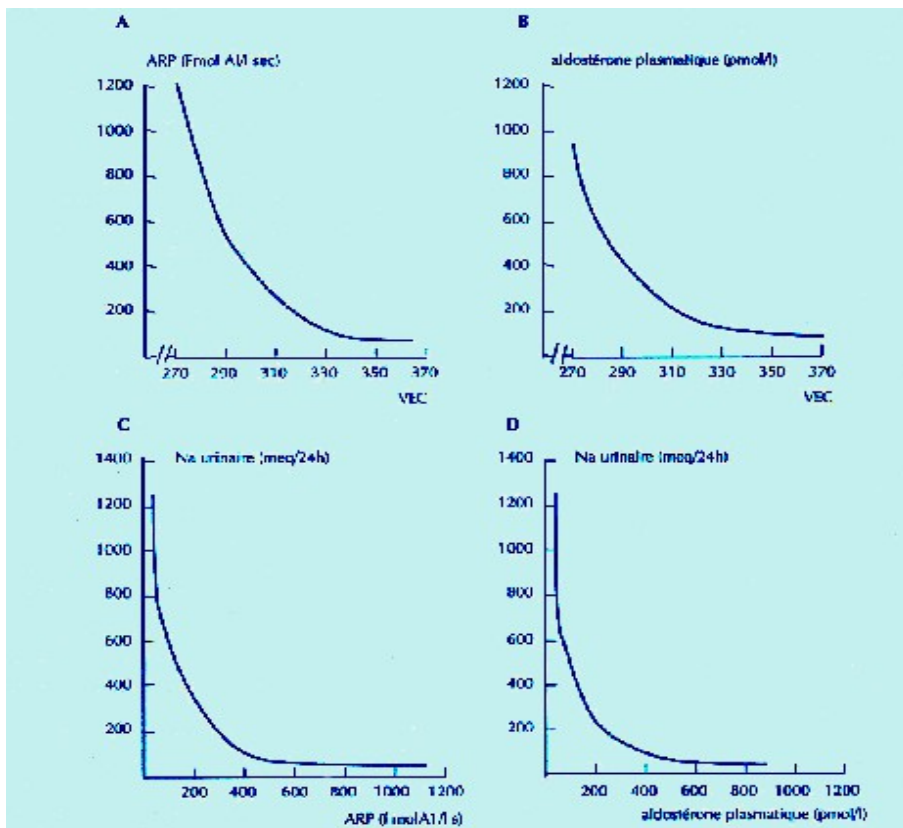 A
ARP (Fmol AI/l sec)
1200
1000
800
600
400
200
270 290 310 330 350 370
VEC
B
aldostérone plasmatique (pmol/l)
1200
1000
800
600
400
200
270 290 310 330 350 370
VEC
C
Na urinaire (meq/24h)
1400
1200
1000
800
600
400
200
200 400 600 800 1000 1200
ARP (fmolA1/l s)
D
Na urinaire (meq/24h)
1400
1200
1000
800
600
400
200
200 400 600 800 1000 1200
aldostérone plasmatique (pmol/l)